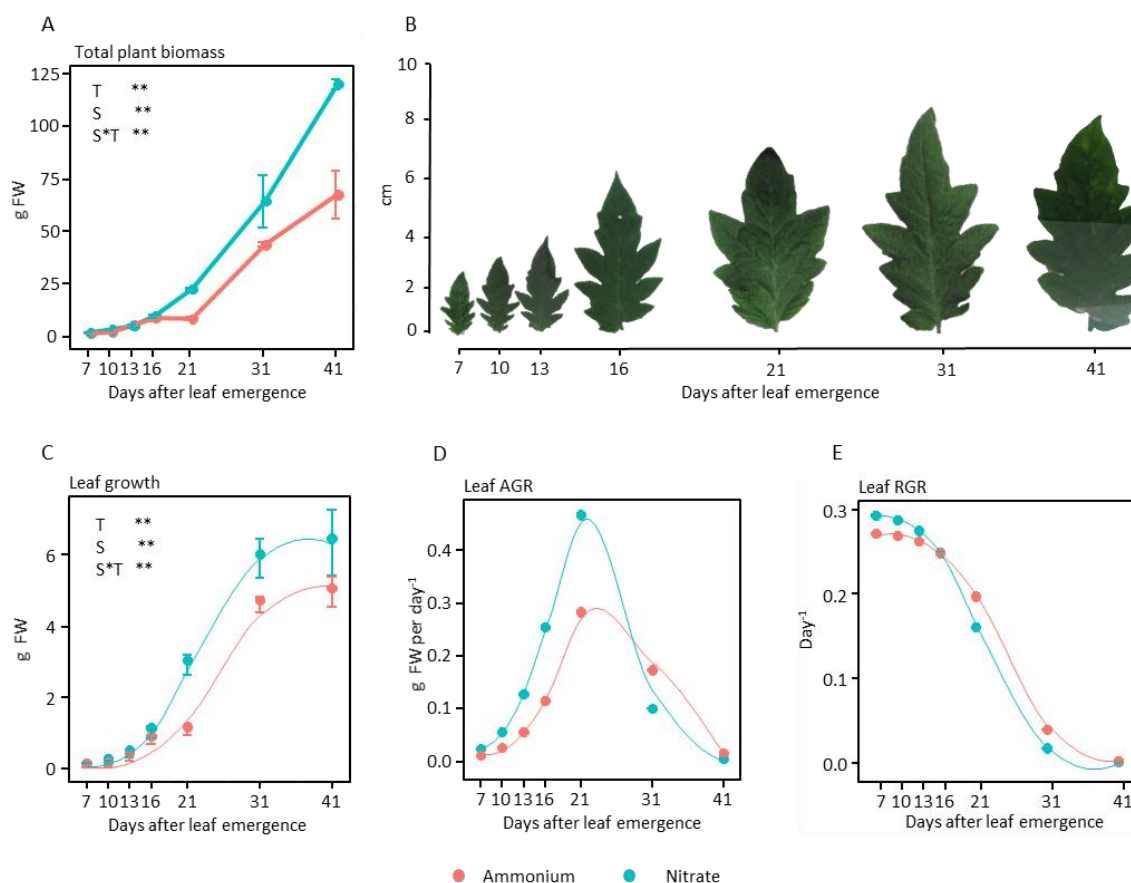 A
Total plant biomass
125
100
75
50
25
0
g FW
T **
S **
S*T **
7 10 13 16 21 31 41
Days after leaf emergence
B
10
8
6
4
2
0
cm
7 10 13 16 21 31 41
Days after leaf emergence
C
Leaf growth
6
4
2
0
g FW
T **
S **
S*T **
7 10 13 16 21 31 41
Days after leaf emergence
D
Leaf AGR
0.4
0.3
0.2
0.1
0.0
g FW per day-1
7 10 13 16 21 31 41
Days after leaf emergence
E
Leaf RGR
0.3
0.2
0.1
0.0
Day-1
7 10 13 16 21 31 41
Days after leaf emergence
Ammonium Nitrate